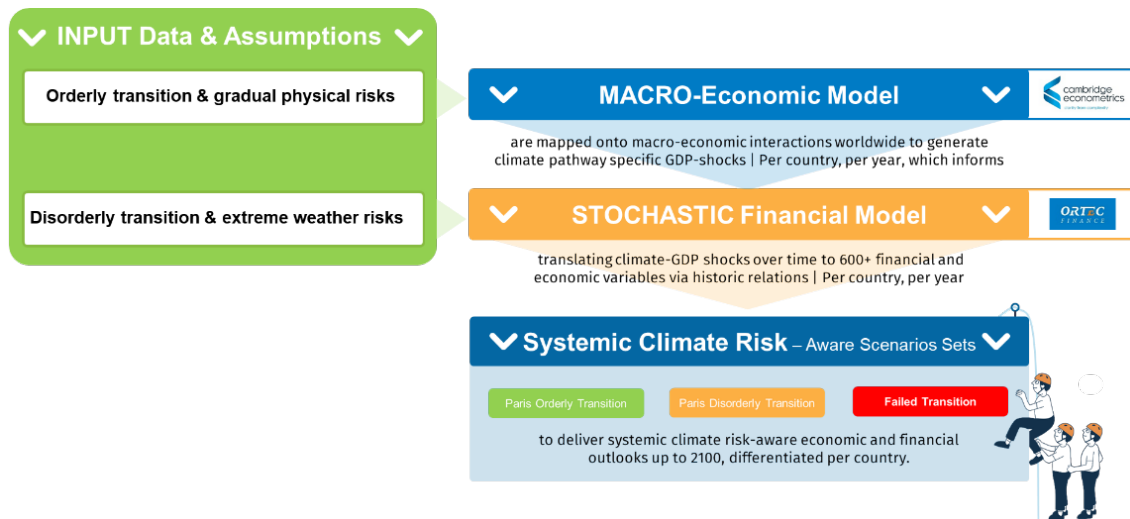 INPUT Data & Assumptions
Orderly transition & gradual physical risks
Disorderly transition & extreme weather risks
MACRO-Economic Model
cambridge
econometrics
are mapped onto macro-economic interactions worldwide to generate
climate pathway specific GDP-shocks | Per country, per year, which informs
STOCHASTIC Financial Model
ORTEC
FINANCE
translating climate-GDP shocks over time to 600+ financial and
economic variables via historic relations | Per country, per year
Systemic Climate Risk – Aware Scenarios Sets
Paris Orderly Transition
Paris Disorderly Transition
Failed Transition
to deliver systemic climate risk-aware economic and financial
outlooks up to 2100, differentiated per country.